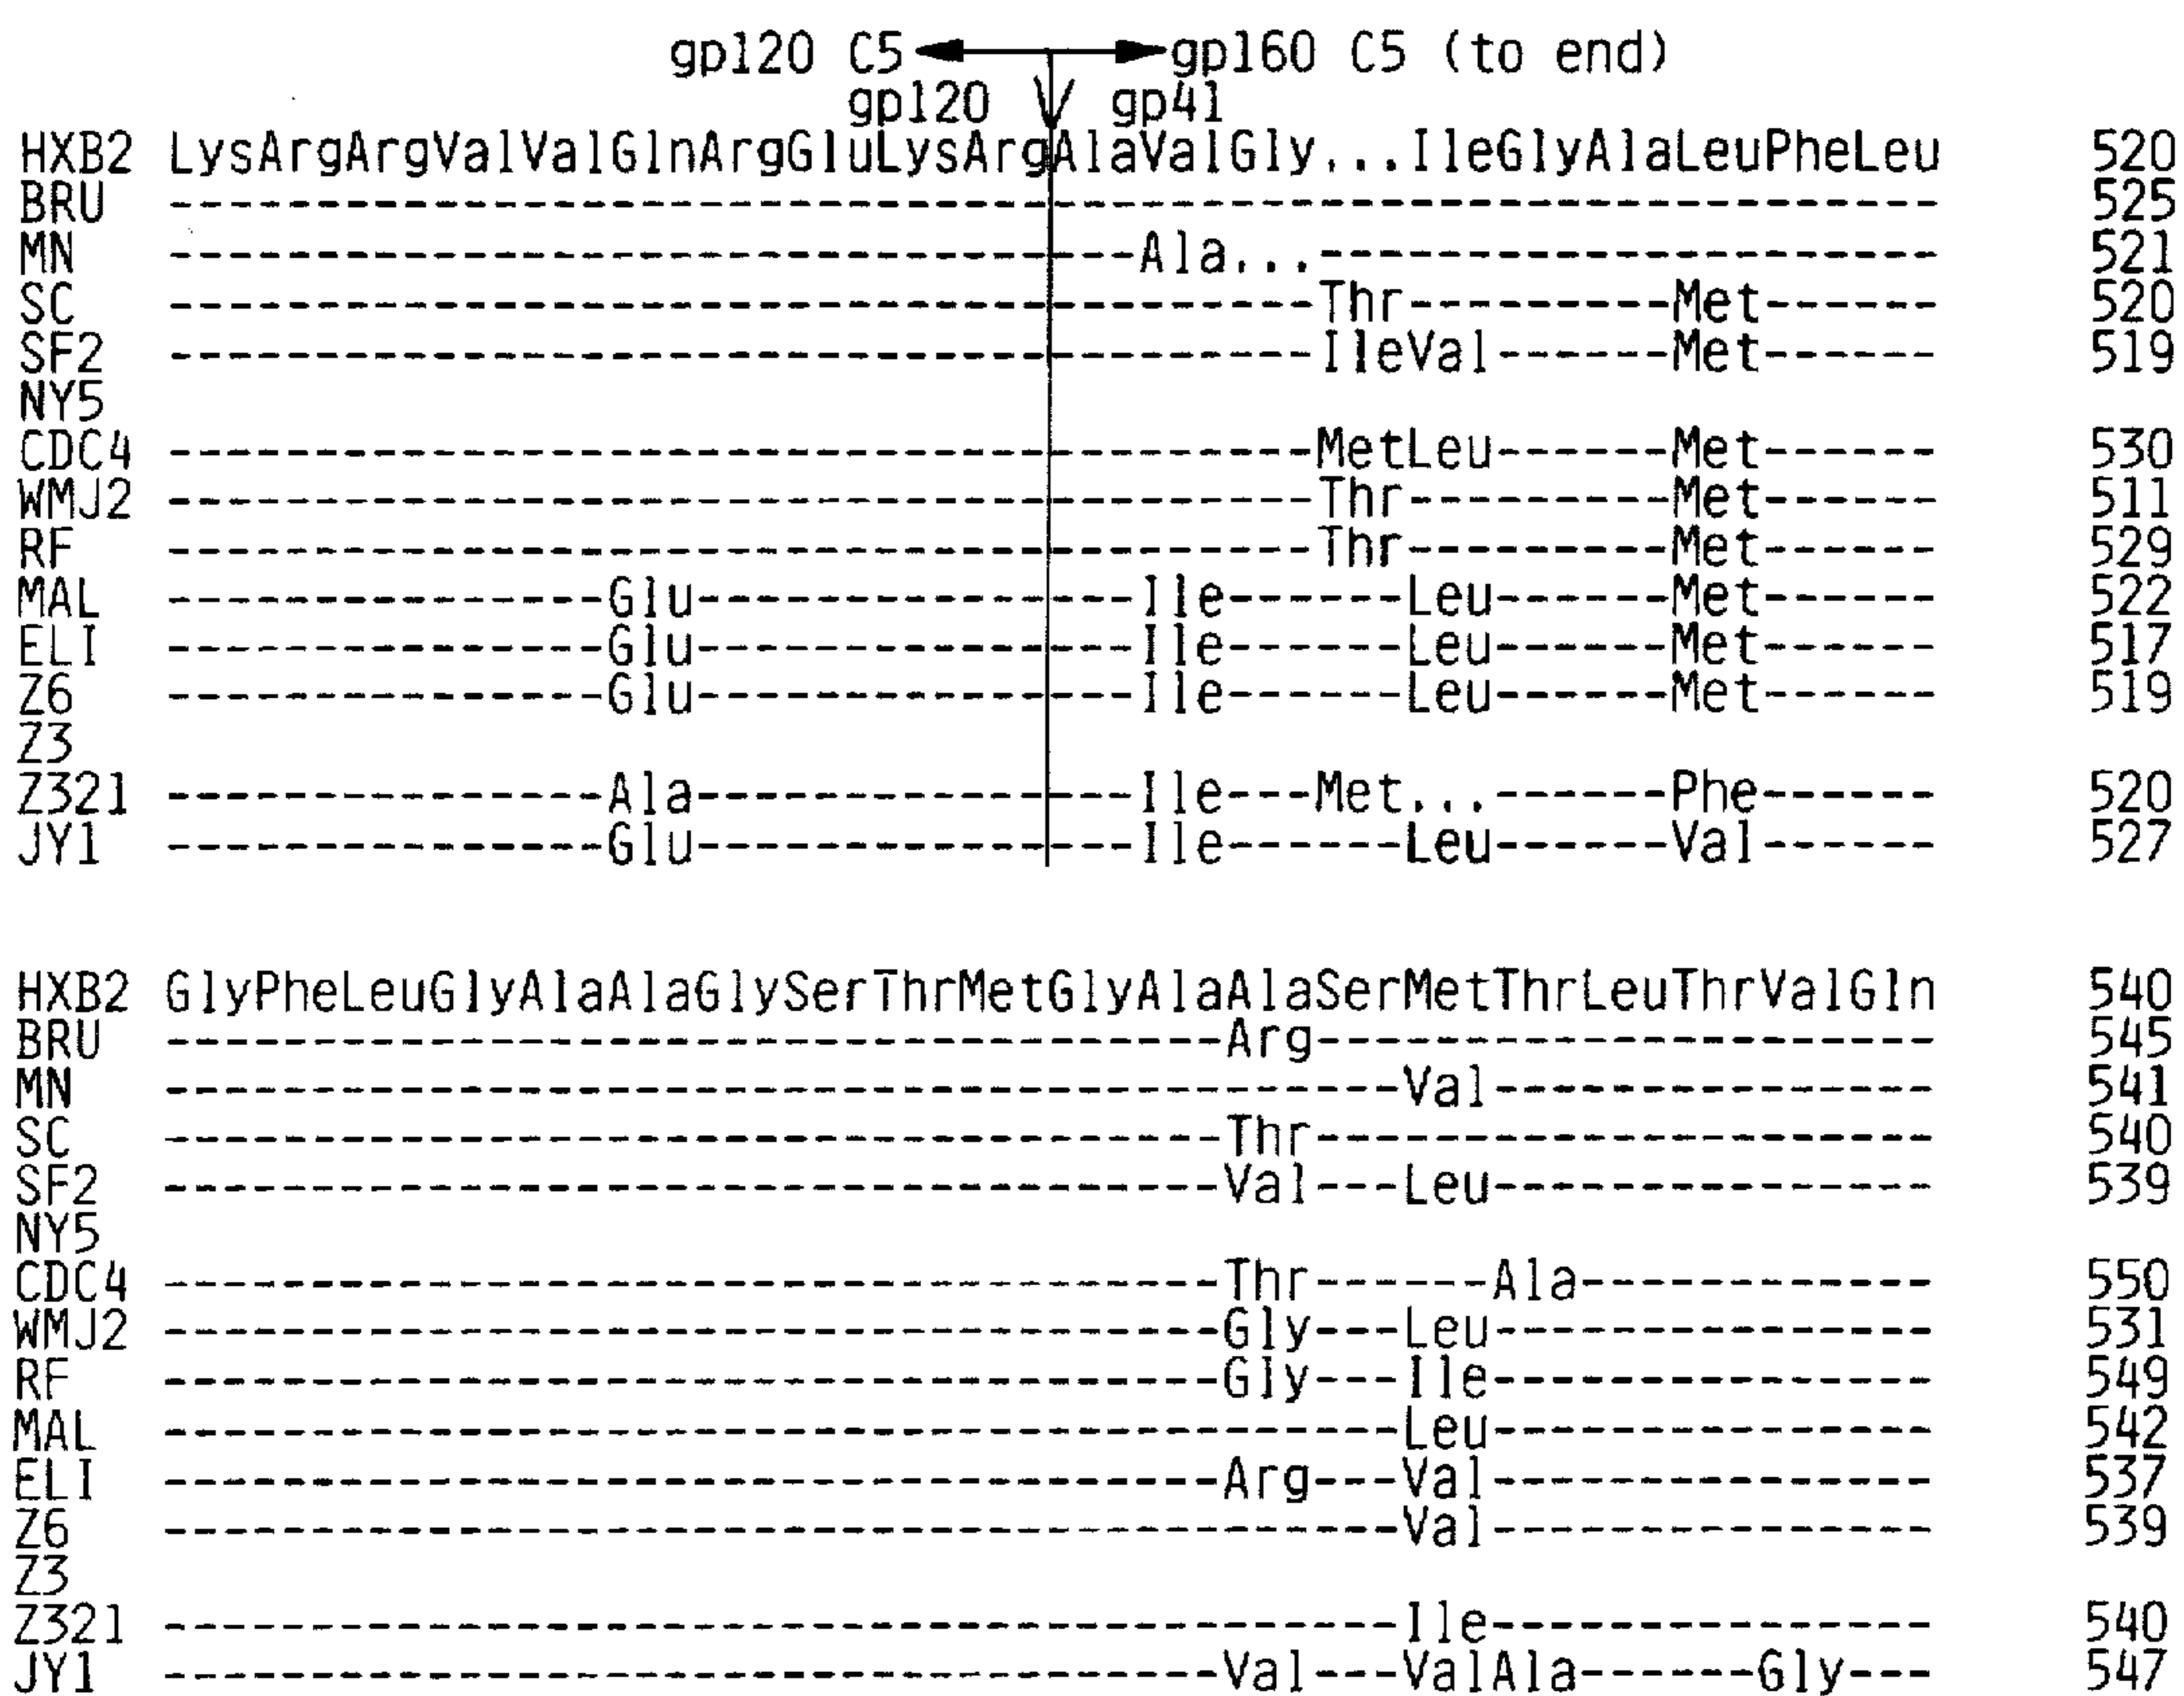 gp120 C5 gp160 C5 (to end)
gp120 gp41
HXB2 LysArgArgValValGlnArgGluLysArgAlaValGly...IleGlyAlaLeuPheLeu 520
BRU ------------------------------------------------------------ 525
MN ---------------------------------Ala...--------------------- 521
SC ---------------------------------------Thr---------Met------ 520
SF2 ---------------------------------------IleVal------Met------ 519
NY5
CDC4 ---------------------------------------MetLeu------Met------ 530
WMJ2 ---------------------------------------Thr---------Met------ 511
RF ---------------------------------------Thr---------Met------ 529
MAL ---------------Glu---------------Ile------Leu------Met------ 522
ELI ---------------Glu---------------Ile------Leu------Met------ 517
Z6 ---------------Glu---------------Ile------Leu------Met------ 519
Z3
Z321 ---------------Ala---------------Ile---Met...------Phe------ 520
JY1 ---------------Glu---------------Ile------Leu------Val------ 527
HXB2 GlyPheLeuGlyAlaAlaGlySerThrMetGlyAlaAlaSerMetThrLeuThrValGln 540
BRU ------------------------------------Arg--------------------- 545
MN ------------------------------------------Val--------------- 541
SC ------------------------------------Thr--------------------- 540
SF2 ------------------------------------Val---Leu--------------- 539
NY5
CDC4 ------------------------------------Thr------Ala------------ 550
WMJ2 ------------------------------------Gly---Leu--------------- 531
RF ------------------------------------Gly---Ile--------------- 549
MAL ------------------------------------------Leu--------------- 542
ELI ------------------------------------Arg---Val--------------- 537
Z6 ------------------------------------------Val--------------- 539
Z3
Z321 ------------------------------------------Ile--------------- 540
JY1 ------------------------------------Val---ValAla------Gly--- 547